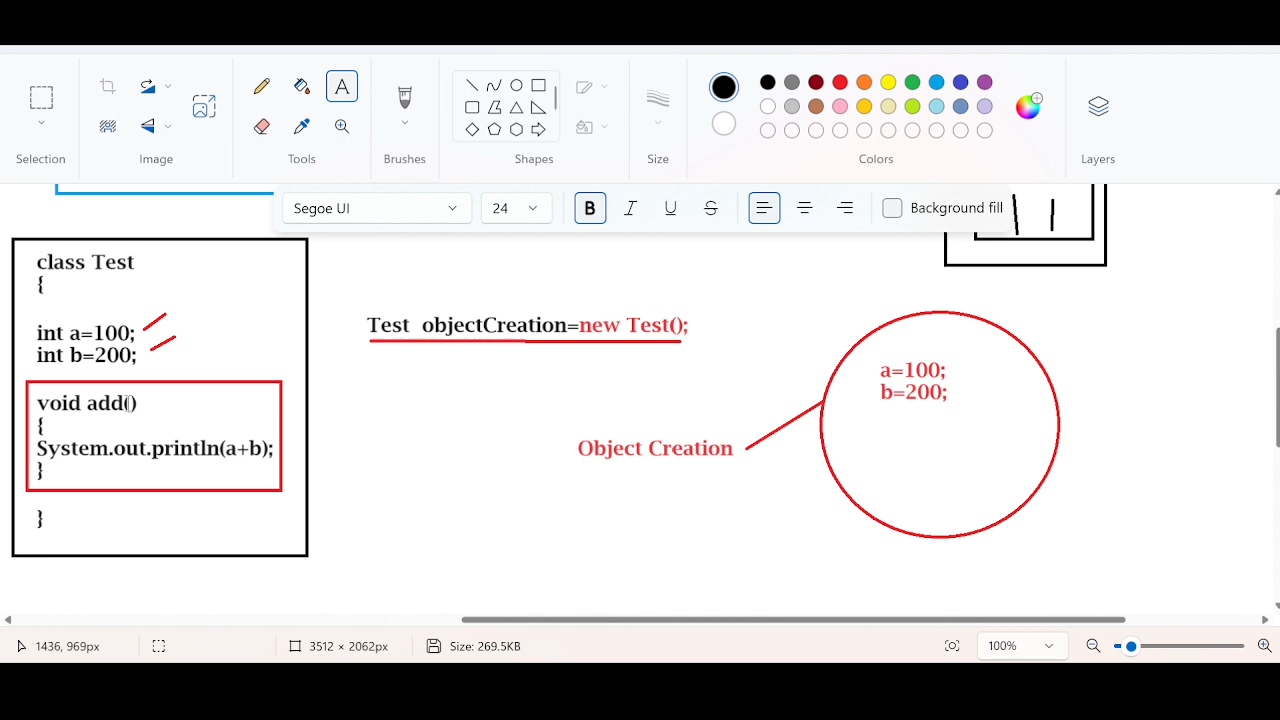 Selection
Image
Tools
Brushes
Shapes
Size
Colors
Layers
Segoe UI
24
B
I
U
S
Background fill
class Test
{
int a=100;
int b=200;
void add()
{
System.out.println(a+b);
}
}
Test objectCreation=new Test();
Object Creation
a=100;
b=200;
1436, 969px
3512 × 2062px
Size: 269.5KB
100%